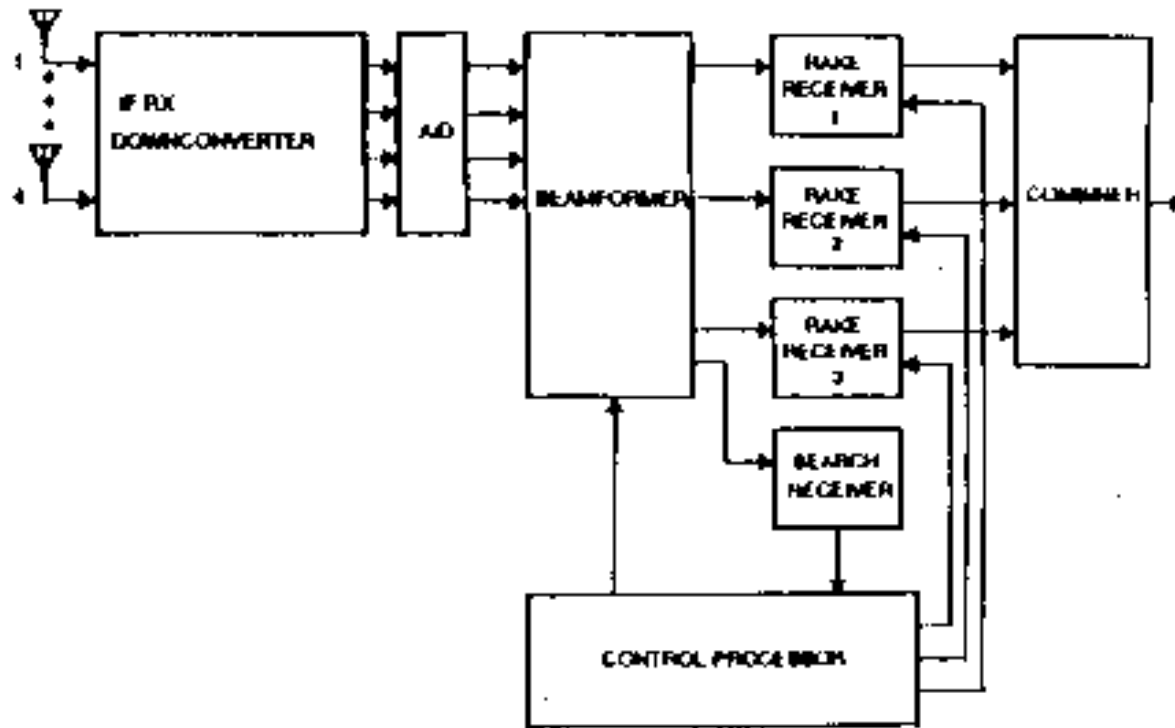 1
IF RX
DOWNCONVERTER
A/D
BEAMFORMER
RAKE
RECEIVER
1
RAKE
RECEIVER
2
RAKE
RECEIVER
3
COMBINER
4
SEARCH
RECEIVER
CONTROL PROCESSOR